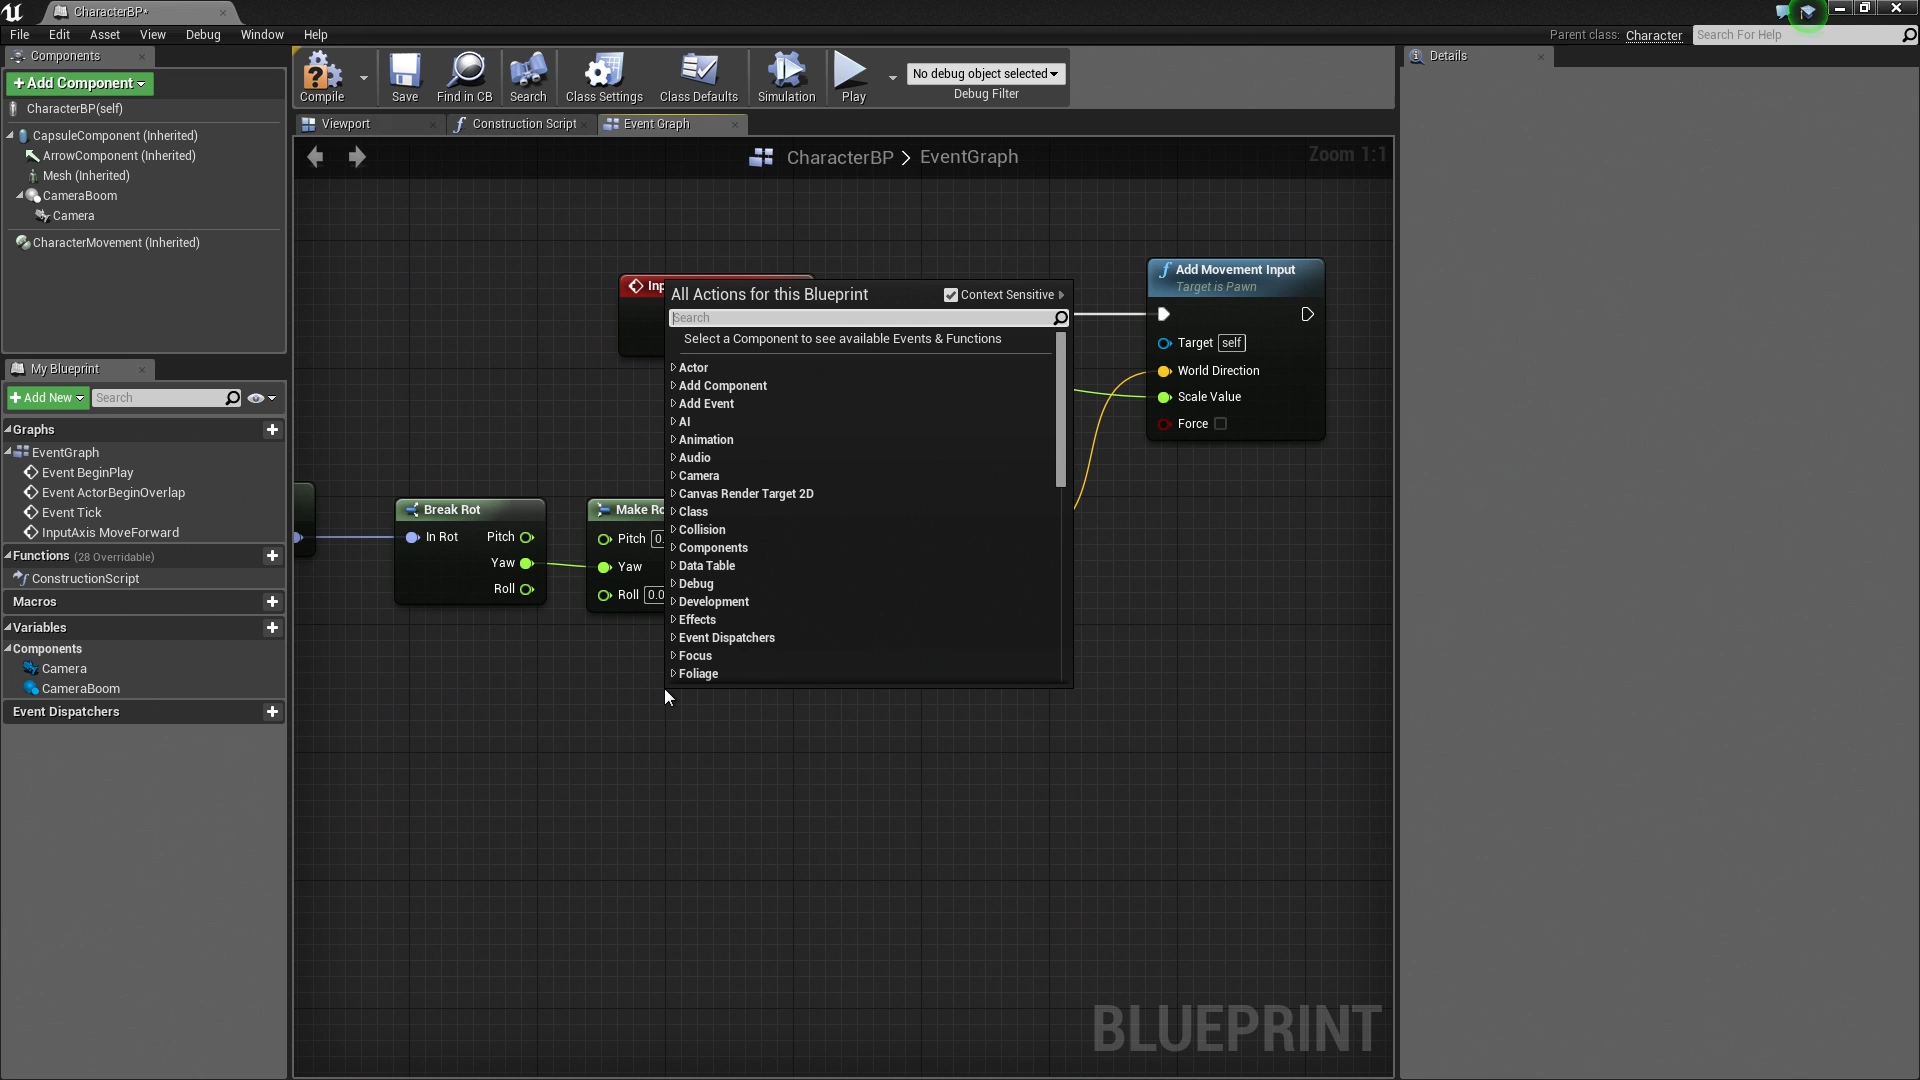 CharacterBP*
File Edit Asset View Debug Window Help
Parent class: Character Search For Help
Components
Add Component
CharacterBP(self)
CapsuleComponent (Inherited)
ArrowComponent (Inherited)
Mesh (Inherited)
CameraBoom
Camera
CharacterMovement (Inherited)
My Blueprint
Add New Search
Graphs
EventGraph
Event BeginPlay
Event ActorBeginOverlap
Event Tick
InputAxis MoveForward
Functions (28 Overridable)
ConstructionScript
Macros
Variables
Components
Camera
CameraBoom
Event Dispatchers
Compile Save Find in CB Search Class Settings Class Defaults Simulation Play
No debug object selected
Debug Filter
Viewport Construction Script Event Graph
CharacterBP > EventGraph
Zoom 1:1
Inp
All Actions for this Blueprint Context Sensitive
Search
Select a Component to see available Events & Functions
Actor
Add Component
Add Event
AI
Animation
Audio
Camera
Canvas Render Target 2D
Class
Collision
Components
Data Table
Debug
Development
Effects
Event Dispatchers
Focus
Foliage
Add Movement Input
Target is Pawn
Target self
World Direction
Scale Value
Force
Break Rot
In Rot Pitch
Yaw
Roll
Make Ro
Pitch 0.
Yaw
Roll 0.0
BLUEPRINT
Details